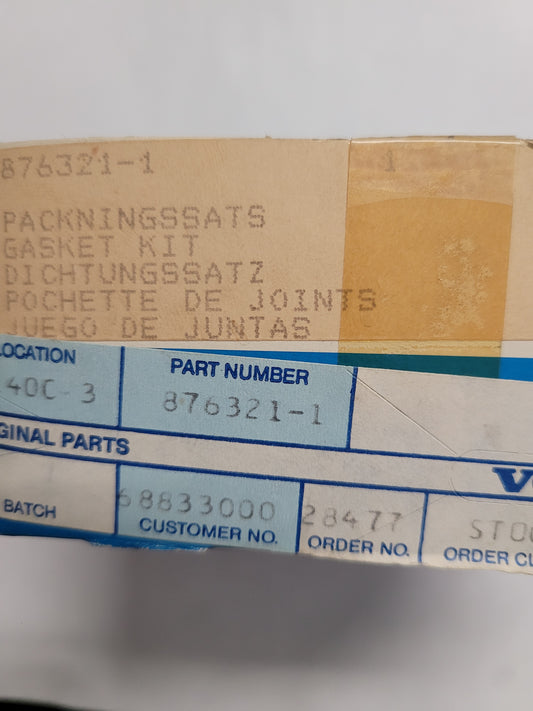 876321-1 1
PACKNINGSSATS
GASKET KIT
DICHTUNGSSATZ
POCHETTE DE JOINTS
JUEGO DE JUNTAS
LOCATION
40C-3
PART NUMBER
876321-1
GINAL PARTS
BATCH
68833000
CUSTOMER NO.
28477
ORDER NO.